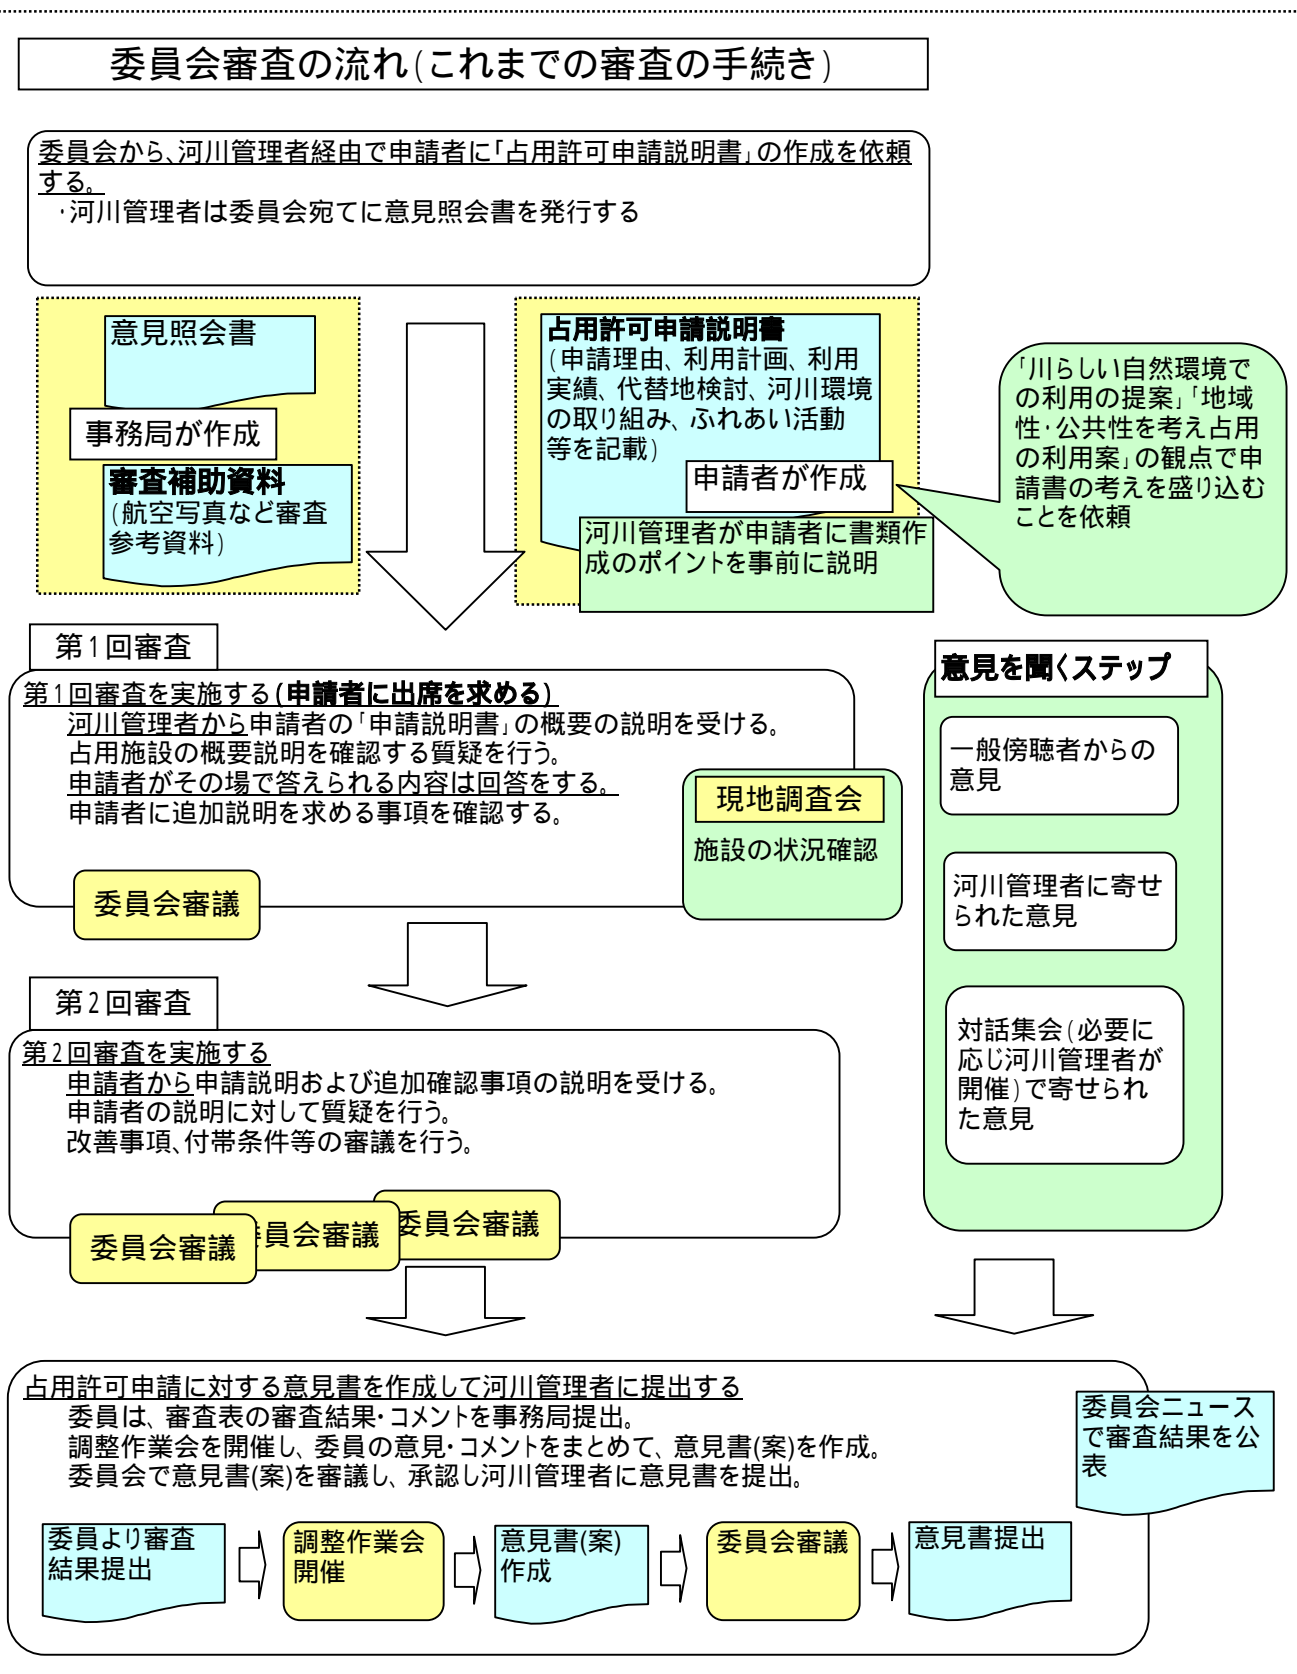 委員会審査の流れ(これまでの審査の手続き)
委員会から、河川管理者経由で申請者に「占用許可申請説明書」の作成を依頼
する。
・河川管理者は委員会宛てに意見照会書を発行する
意見照会書
事務局が作成
審査補助資料
(航空写真など審査
参考資料)
占用許可申請説明書
(申請理由、利用計画、利用
実績、代替地検討、河川環境
の取り組み、ふれあい活動
等を記載)
申請者が作成
河川管理者が申請者に書類作
成のポイントを事前に説明
「川らしい自然環境で
の利用の提案」「地域
性・公共性を考え占用
の利用案」の観点で申
請書の考えを盛り込む
ことを依頼
第1回審査
第1回審査を実施する(申請者に出席を求める)
河川管理者から申請者の「申請説明書」の概要の説明を受ける。
占用施設の概要説明を確認する質疑を行う。
申請者がその場で答えられる内容は回答をする。
申請者に追加説明を求める事項を確認する。
現地調査会
施設の状況確認
委員会審議
第2回審査
第2回審査を実施する
申請者から申請説明および追加確認事項の説明を受ける。
申請者の説明に対して質疑を行う。
改善事項、付帯条件等の審議を行う。
委員会審議
員会審議
委員会審議
意見を聞くステップ
一般傍聴者からの
意見
河川管理者に寄せ
られた意見
対話集会(必要に
応じ河川管理者が
開催)で寄せられ
た意見
占用許可申請に対する意見書を作成して河川管理者に提出する
委員は、審査表の審査結果・コメントを事務局提出。
調整作業会を開催し、委員の意見・コメントをまとめて、意見書(案)を作成。
委員会で意見書(案)を審議し、承認し河川管理者に意見書を提出。
委員会ニュース
で審査結果を公
表
委員より審査
結果提出
調整作業会
開催
意見書(案)
作成
委員会審議
意見書提出